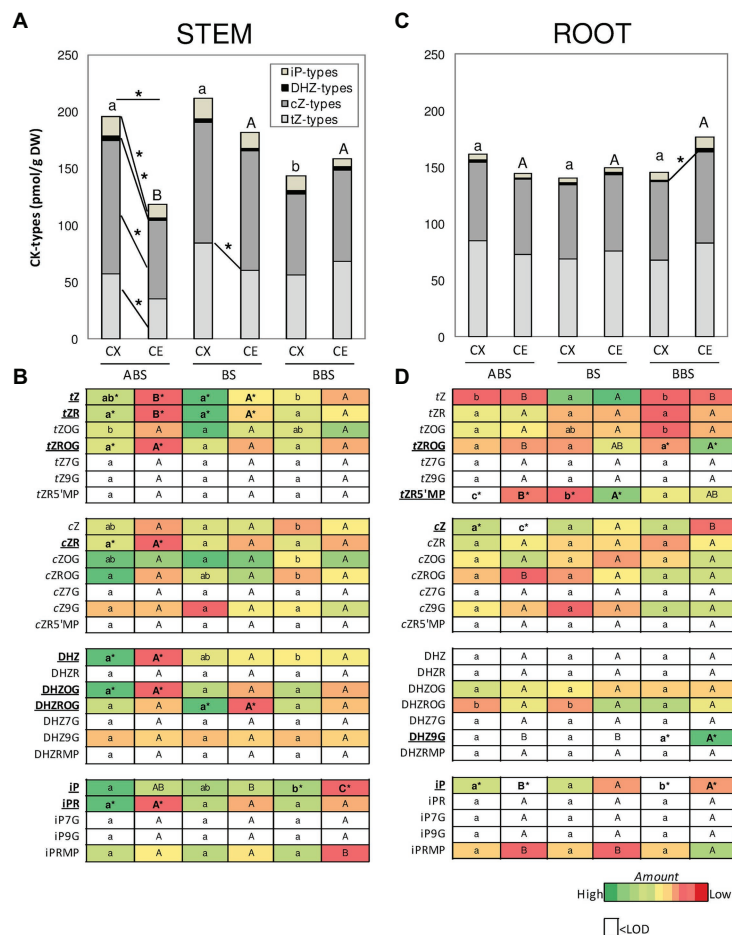 A STEM
250
200
150
100
50
0
CK-types (pmol/g DW)
iP-types
DHZ-types
cZ-types
tZ-types
a * B
* * * *
a * A
b A
CX CE CX CE CX CE
ABS BS BBS
C ROOT
250
200
150
100
50
0
a A a A a * A
CX CE CX CE CX CE
ABS BS BBS
B
tZ ab* B* a* A* b A
tZR a* B* a* A* a A
tZOG b A a A ab A
tZROG a* A* a A a A
tZ7G a A a A a A
tZ9G a A a A a A
tZR5'MP a A a A a A
cZ ab A a A b A
cZR a* A* a A a A
cZOG ab A a A b A
cZROG a A ab A b A
cZ7G a A a A a A
cZ9G a A a A a A
cZR5'MP a A a A a A
DHZ a* A* ab A b A
DHZR a A a A a A
DHZOG a* A* a A a A
DHZROG a A a* A* a A
DHZ7G a A a A a A
DHZ9G a A a A a A
DHZRMP a A a A a A
iP a AB ab B b* C*
iPR a* A* a A a A
iP7G a A a A a A
iP9G a A a A a A
iPRMP a A a A a B
D
tZ b B a A b B
tZR a A a A a A
tZOG a A ab A b A
tZROG a B a AB a* A*
tZ7G a A a A a A
tZ9G a A a A a A
tZR5'MP c* B* b* A* a AB
cZ a* c* a A a B
cZR a A a A a A
cZOG a A a A a A
cZROG a B a A a A
cZ7G a A a A a A
cZ9G a A a A a A
cZR5'MP a A a A a A
DHZ a A a A a A
DHZR a A a A a A
DHZOG a A a A a A
DHZROG b A b A a A
DHZ7G a A a A a A
DHZ9G a B a B a* A*
DHZRMP a A a A a A
iP a* B* a A b* A*
iPR a A a A a A
iP7G a A a A a A
iP9G a A a A a A
iPRMP a B a B a A
Amount
High Low
<LOD